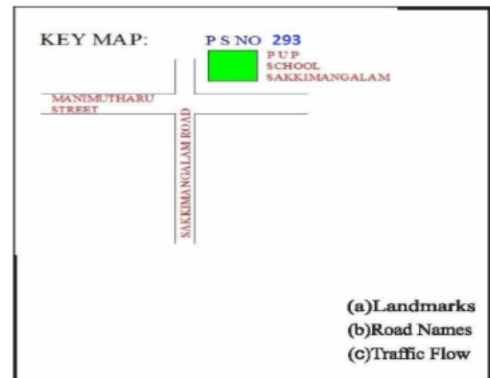 KEY MAP:
P S NO 293
P U P
SCHOOL
SAKKIMANGALAM
MANIMUTHARU
STREET
SAKKIMANGALAM ROAD
(a)Landmarks
(b)Road Names
(c)Traffic Flow